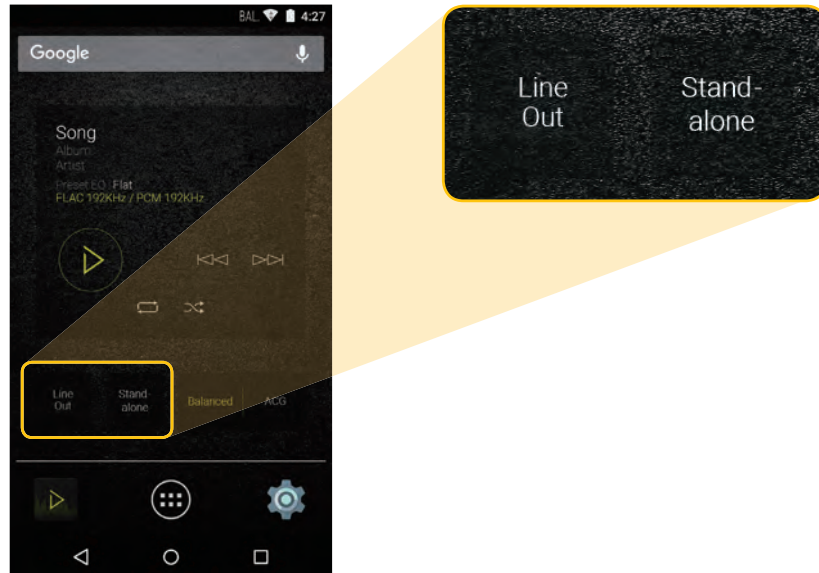 BAL. 4:27
Google
Song
Album
Artist
Preset EQ : Flat
FLAC 192KHz / PCM 192KHz
Line
Out
Stand-
alone
Balanced
ACG
Line
Out
Stand-
alone